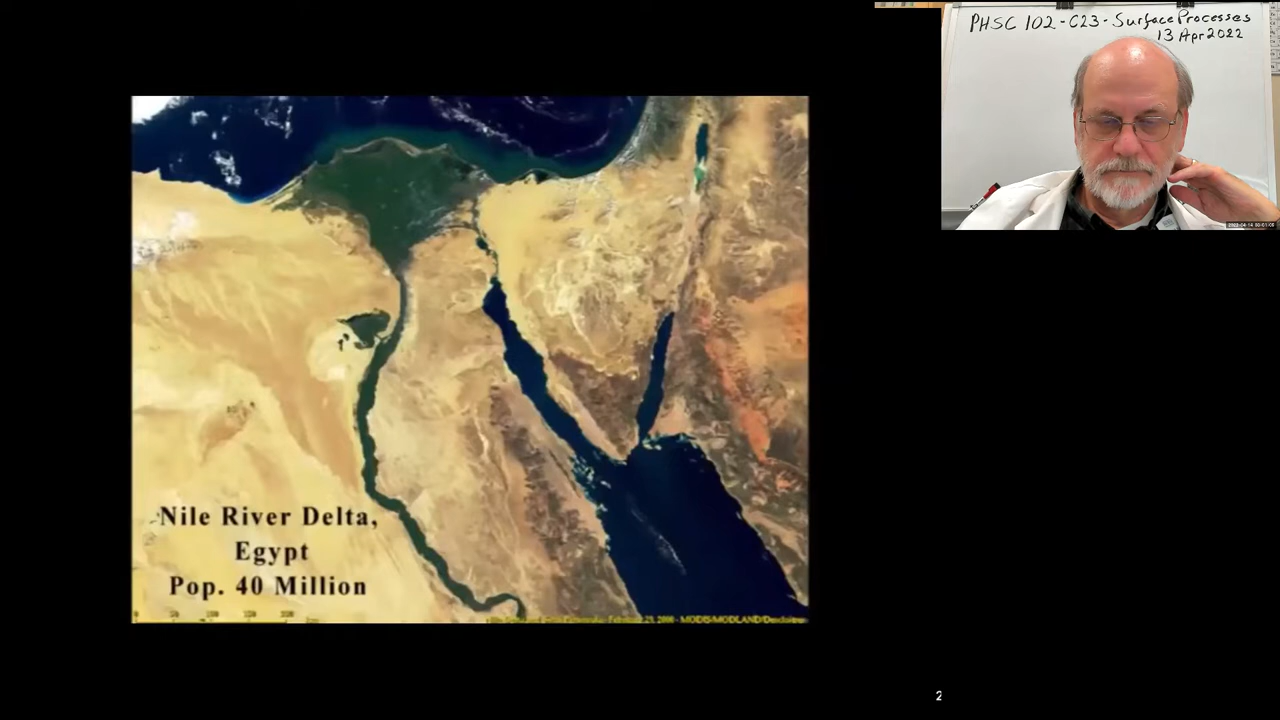 PHSC 102 - C23 - Surface Processes
13 Apr 2022
Nile River Delta,
Egypt
Pop. 40 Million
2